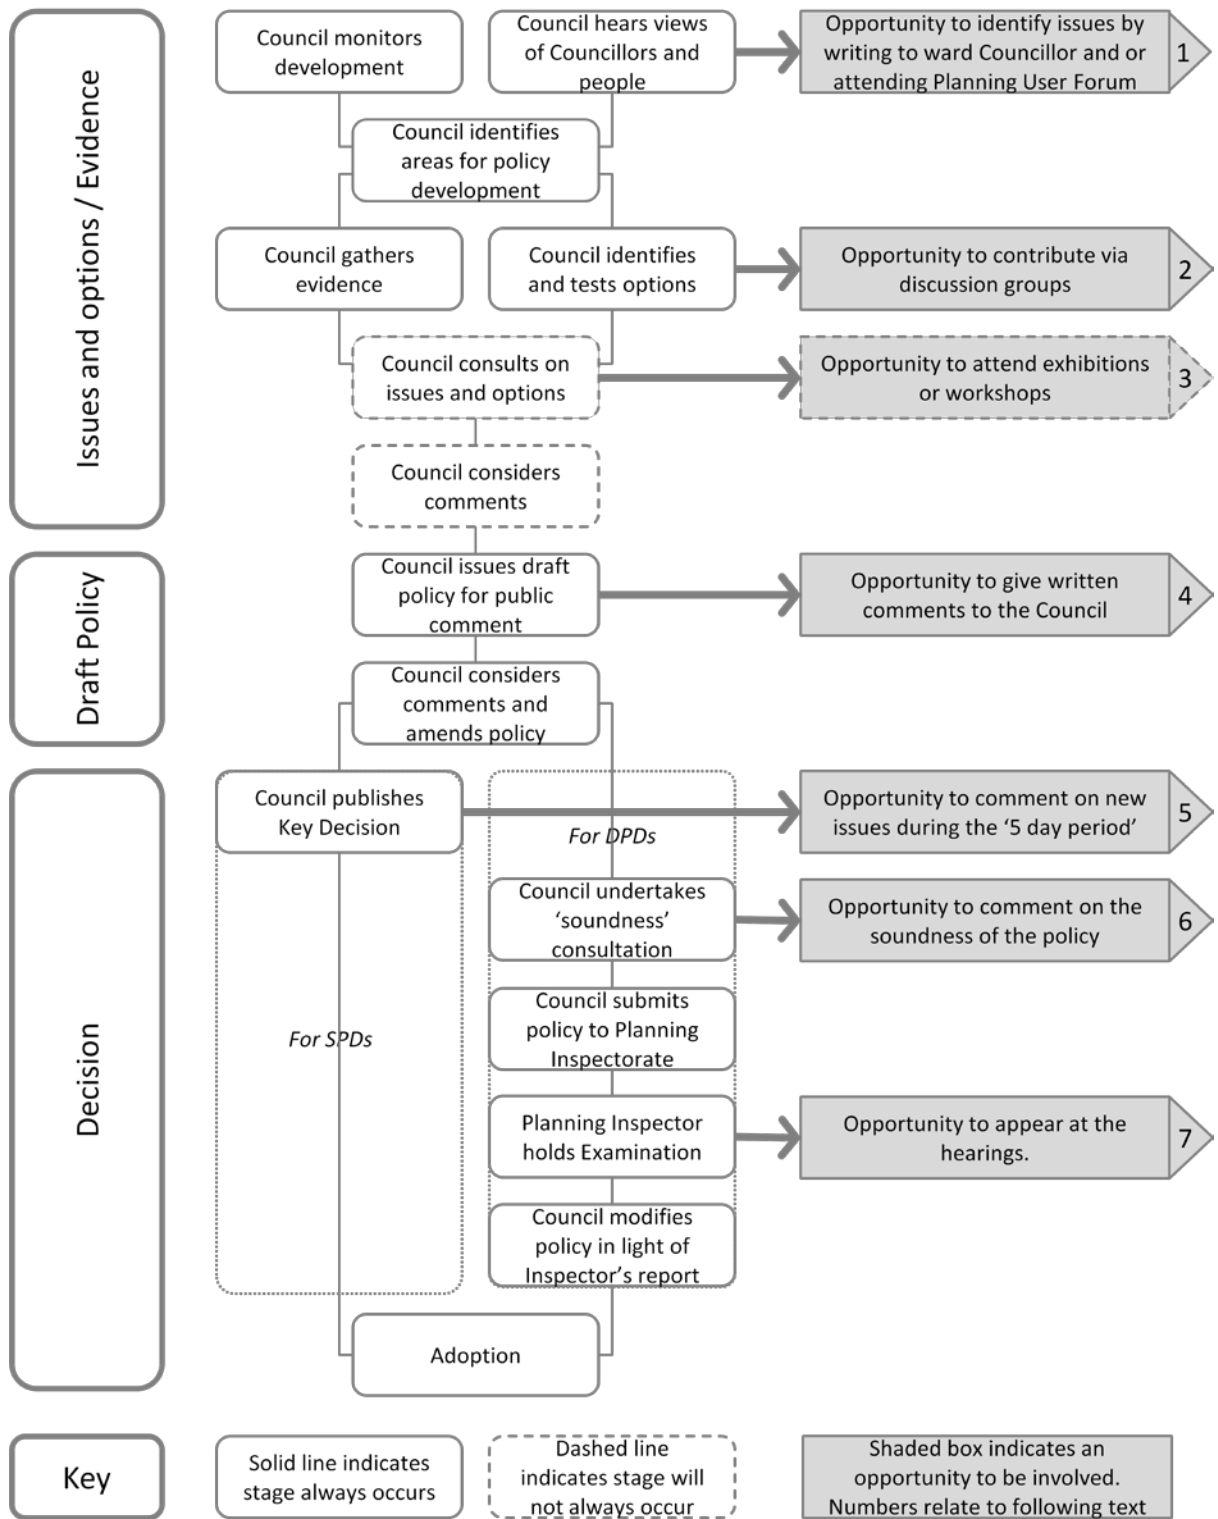 Issues and options / Evidence
Council monitors
development
Council hears views
of Councillors and
people
Opportunity to identify issues by
writing to ward Councillor and or
attending Planning User Forum
1
Council identifies
areas for policy
development
Council gathers
evidence
Council identifies
and tests options
Opportunity to contribute via
discussion groups
2
Council consults on
issues and options
Opportunity to attend exhibitions
or workshops
3
Council considers
comments
Draft Policy
Council issues draft
policy for public
comment
Opportunity to give written
comments to the Council
4
Council considers
comments and
amends policy
Decision
Council publishes
Key Decision
For DPDs
Opportunity to comment on new
issues during the ‘5 day period’
5
Council undertakes
‘soundness’
consultation
Opportunity to comment on the
soundness of the policy
6
For SPDs
Council submits
policy to Planning
Inspectorate
Planning Inspector
holds Examination
Opportunity to appear at the
hearings.
7
Council modifies
policy in light of
Inspector’s report
Adoption
Key
Solid line indicates
stage always occurs
Dashed line
indicates stage will
not always occur
Shaded box indicates an
opportunity to be involved.
Numbers relate to following text